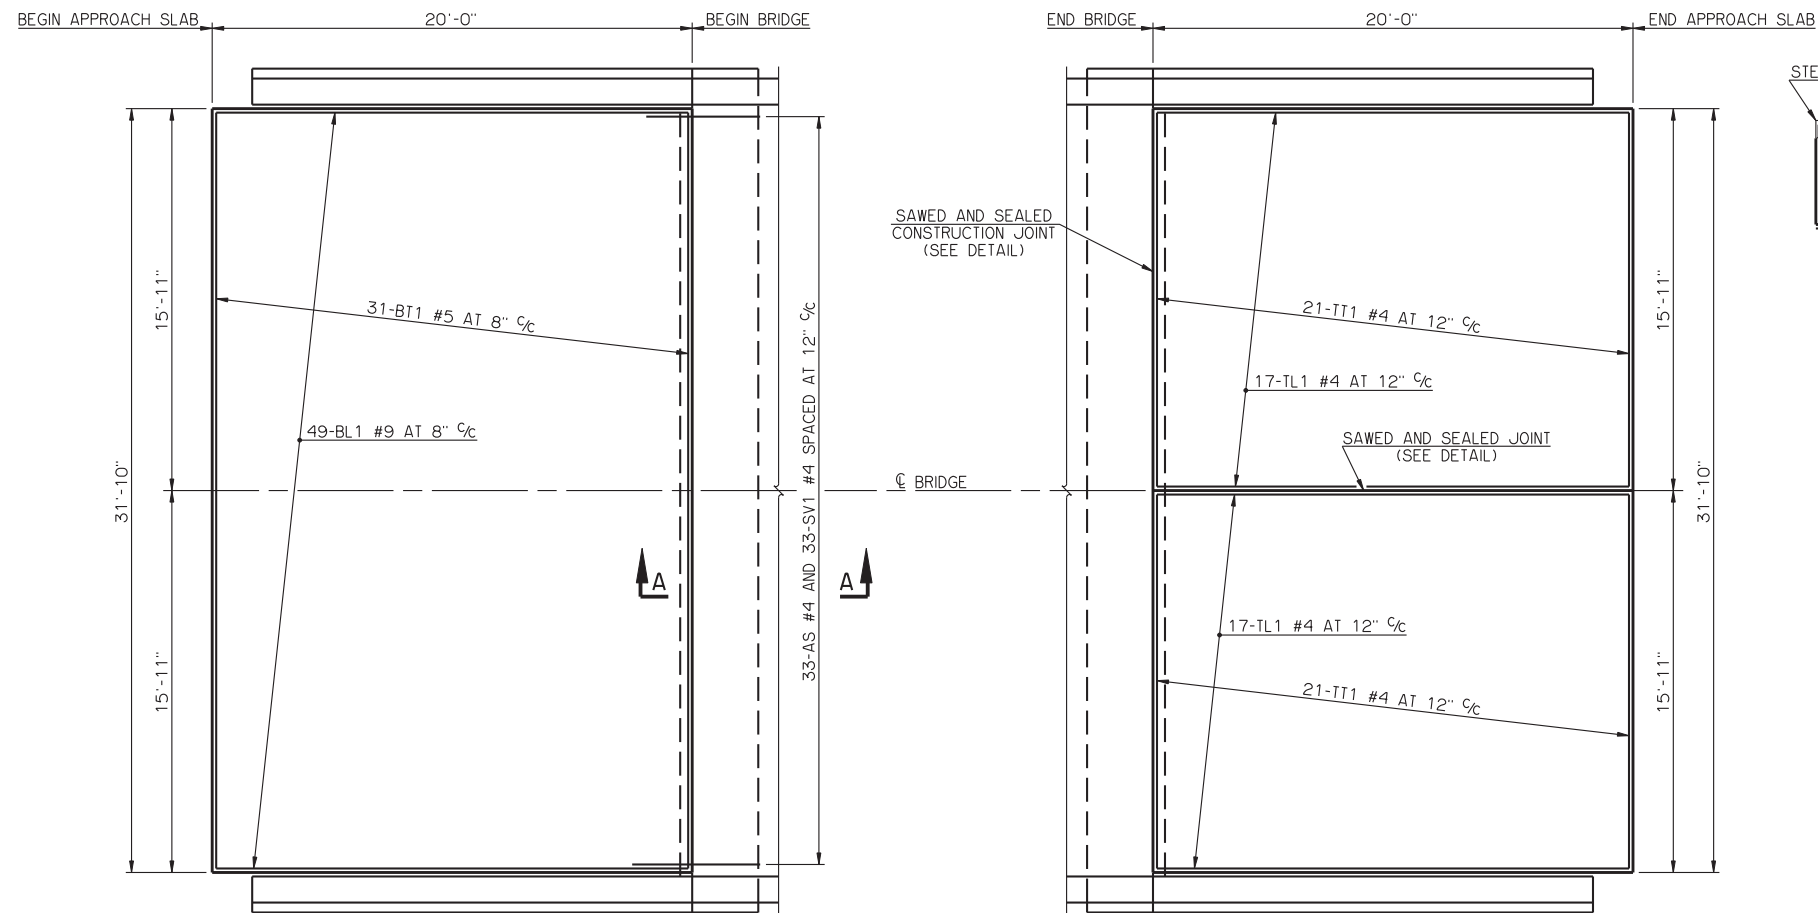 BEGIN APPROACH SLAB
20'-0"
BEGIN BRIDGE
END BRIDGE
20'-0"
END APPROACH SLAB
STE
SAWED AND SEALED
CONSTRUCTION JOINT
(SEE DETAIL)
15'-11"
31-BT1 #5 AT 8" C/C
49-BL1 #9 AT 8" C/C
31'-10"
15'-11"
33-AS #4 AND 33-SV1 #4 SPACED AT 12" C/C
A
A
℄ BRIDGE
21-TT1 #4 AT 12" C/C
17-TL1 #4 AT 12" C/C
SAWED AND SEALED JOINT
(SEE DETAIL)
17-TL1 #4 AT 12" C/C
21-TT1 #4 AT 12" C/C
15'-11"
31'-10"
15'-11"